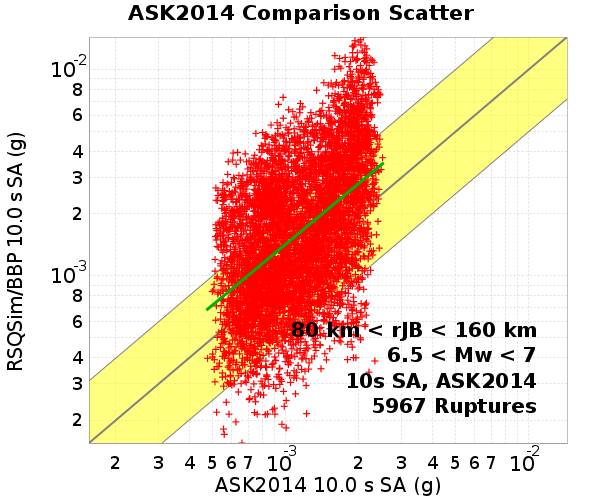 ASK2014 Comparison Scatter
RSQSim/BBP 10.0 s SA (g)
10-2
8
6
4
3
2
10-3
8
6
4
3
2
80 km < rJB < 160 km
6.5 < Mw < 7
10s SA, ASK2014
5967 Ruptures
2 3 4 5 6 7 10-3 2 3 4 5 6 7 10-2
ASK2014 10.0 s SA (g)